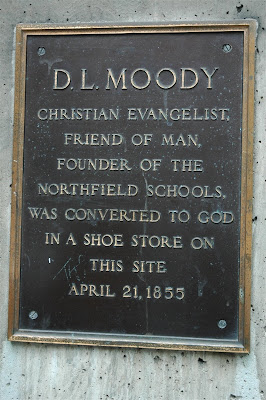 D. L. MOODY
CHRISTIAN EVANGELIST,
FRIEND OF MAN,
FOUNDER OF THE
NORTHFIELD SCHOOLS,
WAS CONVERTED TO GOD
IN A SHOE STORE ON
THIS SITE
APRIL 21, 1855